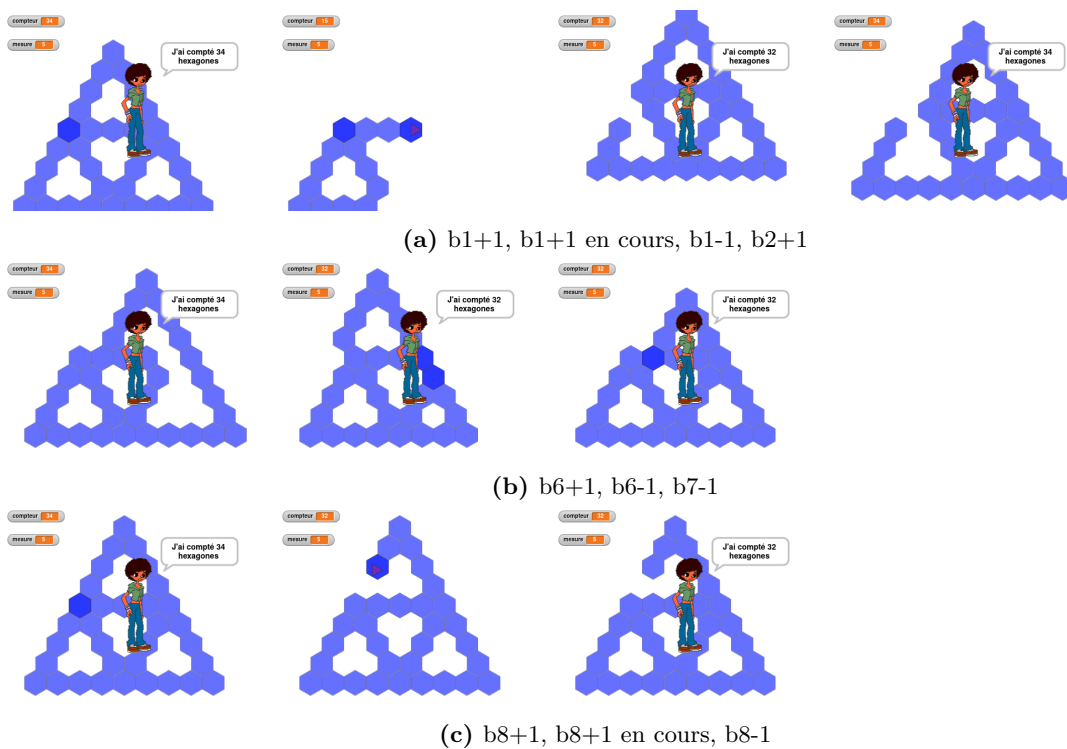 compteur 34
mesure 5
J'ai compté 34
hexagones
compteur 15
mesure 5
compteur 32
mesure 5
J'ai compté 32
hexagones
compteur 34
mesure 5
J'ai compté 34
hexagones
(a) b1+1, b1+1 en cours, b1-1, b2+1
compteur 34
mesure 5
J'ai compté 34
hexagones
compteur 32
mesure 5
J'ai compté 32
hexagones
compteur 32
mesure 5
J'ai compté 32
hexagones
(b) b6+1, b6-1, b7-1
compteur 34
mesure 5
J'ai compté 34
hexagones
compteur 32
mesure 5
compteur 32
mesure 5
J'ai compté 32
hexagones
(c) b8+1, b8+1 en cours, b8-1